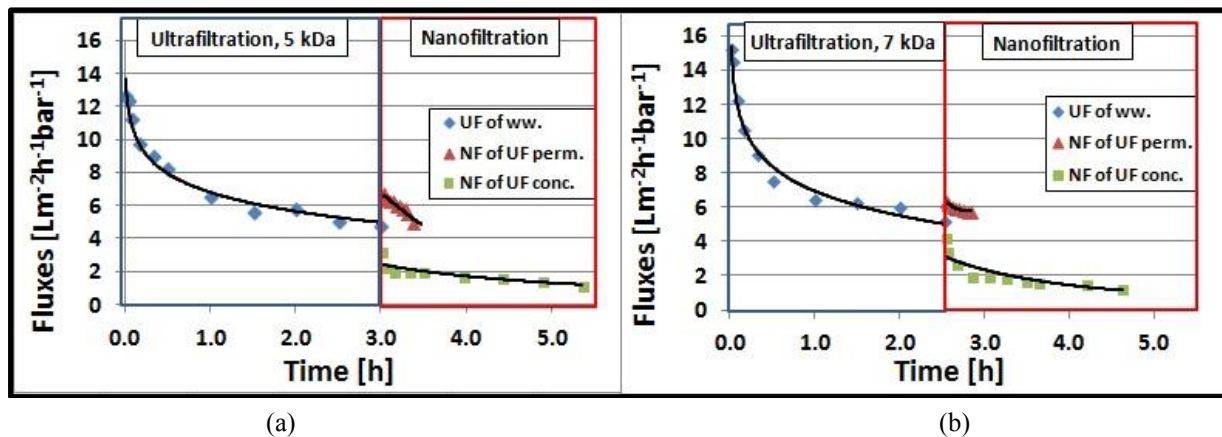 Ultrafiltration, 5 kDa
Nanofiltration
Fluxes [Lm⁻²h⁻¹bar⁻¹]
16
14
12
10
8
6
4
2
0
UF of ww.
NF of UF perm.
NF of UF conc.
0.0 1.0 2.0 3.0 4.0 5.0
Time [h]
(a)
Ultrafiltration, 7 kDa
Nanofiltration
Fluxes [Lm⁻²h⁻¹bar⁻¹]
16
14
12
10
8
6
4
2
0
UF of ww.
NF of UF perm.
NF of UF conc.
0.0 1.0 2.0 3.0 4.0 5.0
Time [h]
(b)